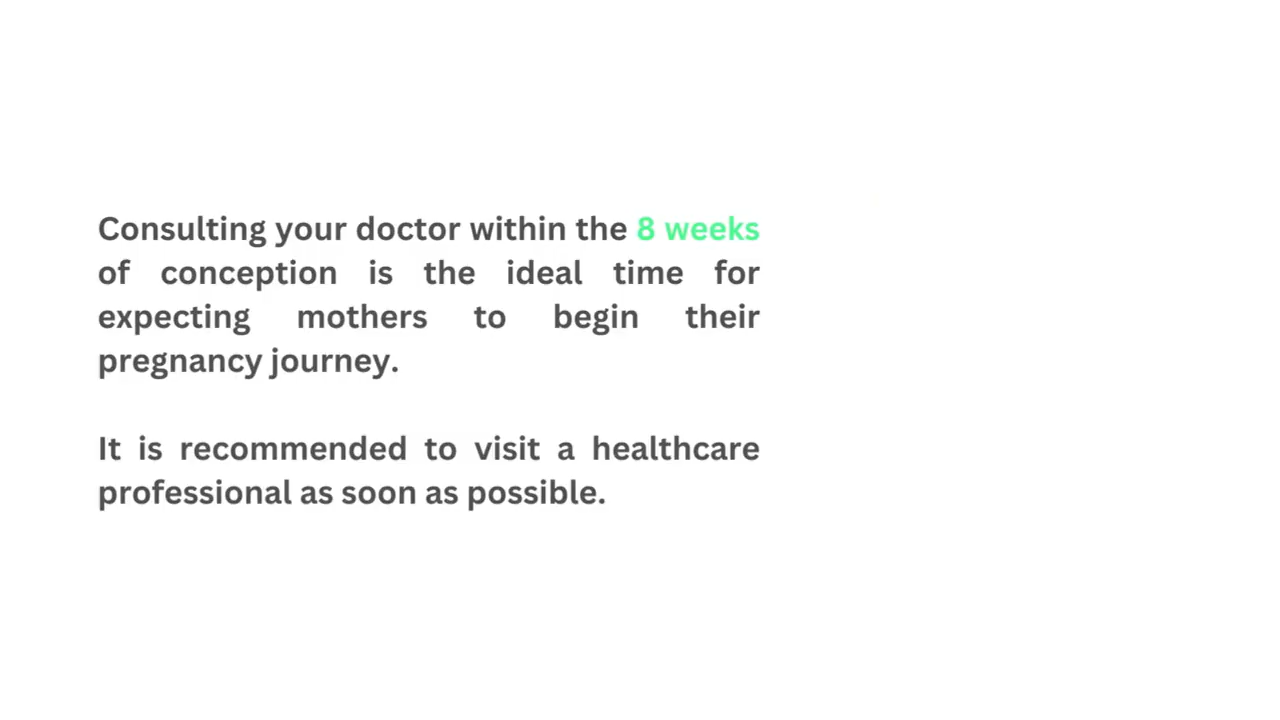 Consulting your doctor within the 8 weeks
of conception is the ideal time for
expecting mothers to begin their
pregnancy journey.
It is recommended to visit a healthcare
professional as soon as possible.